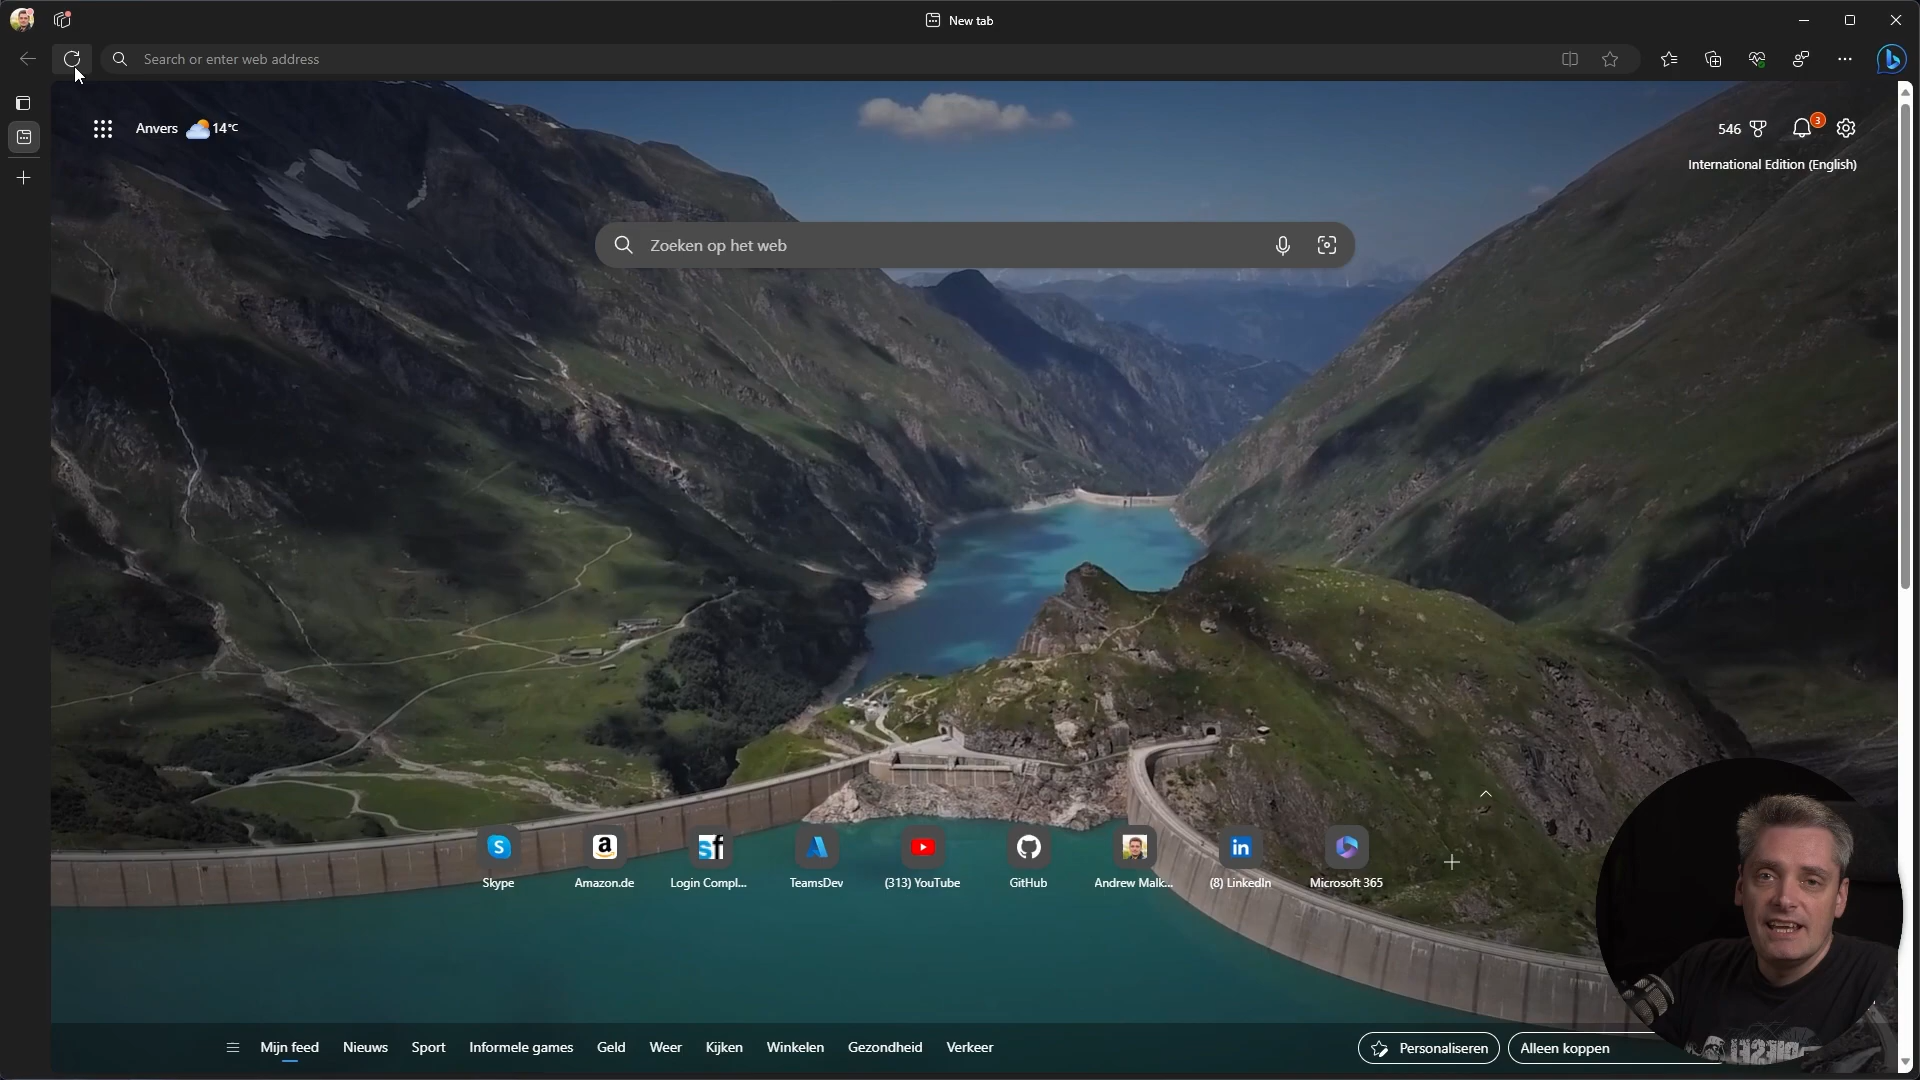 New tab
Search or enter web address
Anvers 14°C
546
3
International Edition (English)
Zoeken op het web
Skype
Amazon.de
Login Compl...
TeamsDev
(313) YouTube
GitHub
Andrew Malk...
(8) LinkedIn
Microsoft 365
Mijn feed
Nieuws
Sport
Informele games
Geld
Weer
Kijken
Winkelen
Gezondheid
Verkeer
Personaliseren
Alleen koppen